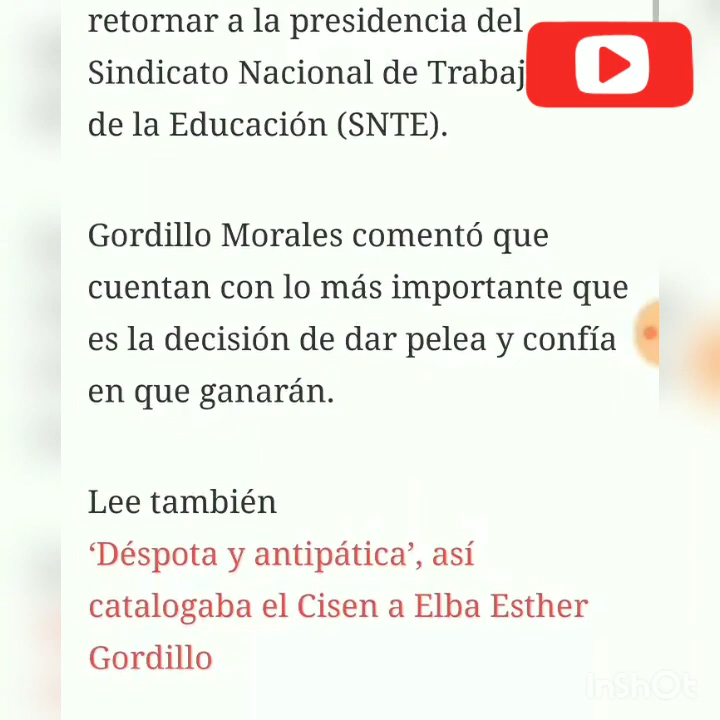 retornar a la presidencia del
Sindicato Nacional de
de la Educación (SNTE).
Gordillo Morales comentó que
cuentan con lo más importante que
es la decisión de dar pelea y confía
en que ganarán.
Lee también
‘Déspota y antipática’, así
catalogaba el Cisen a Elba Esther
Gordillo
InShOt